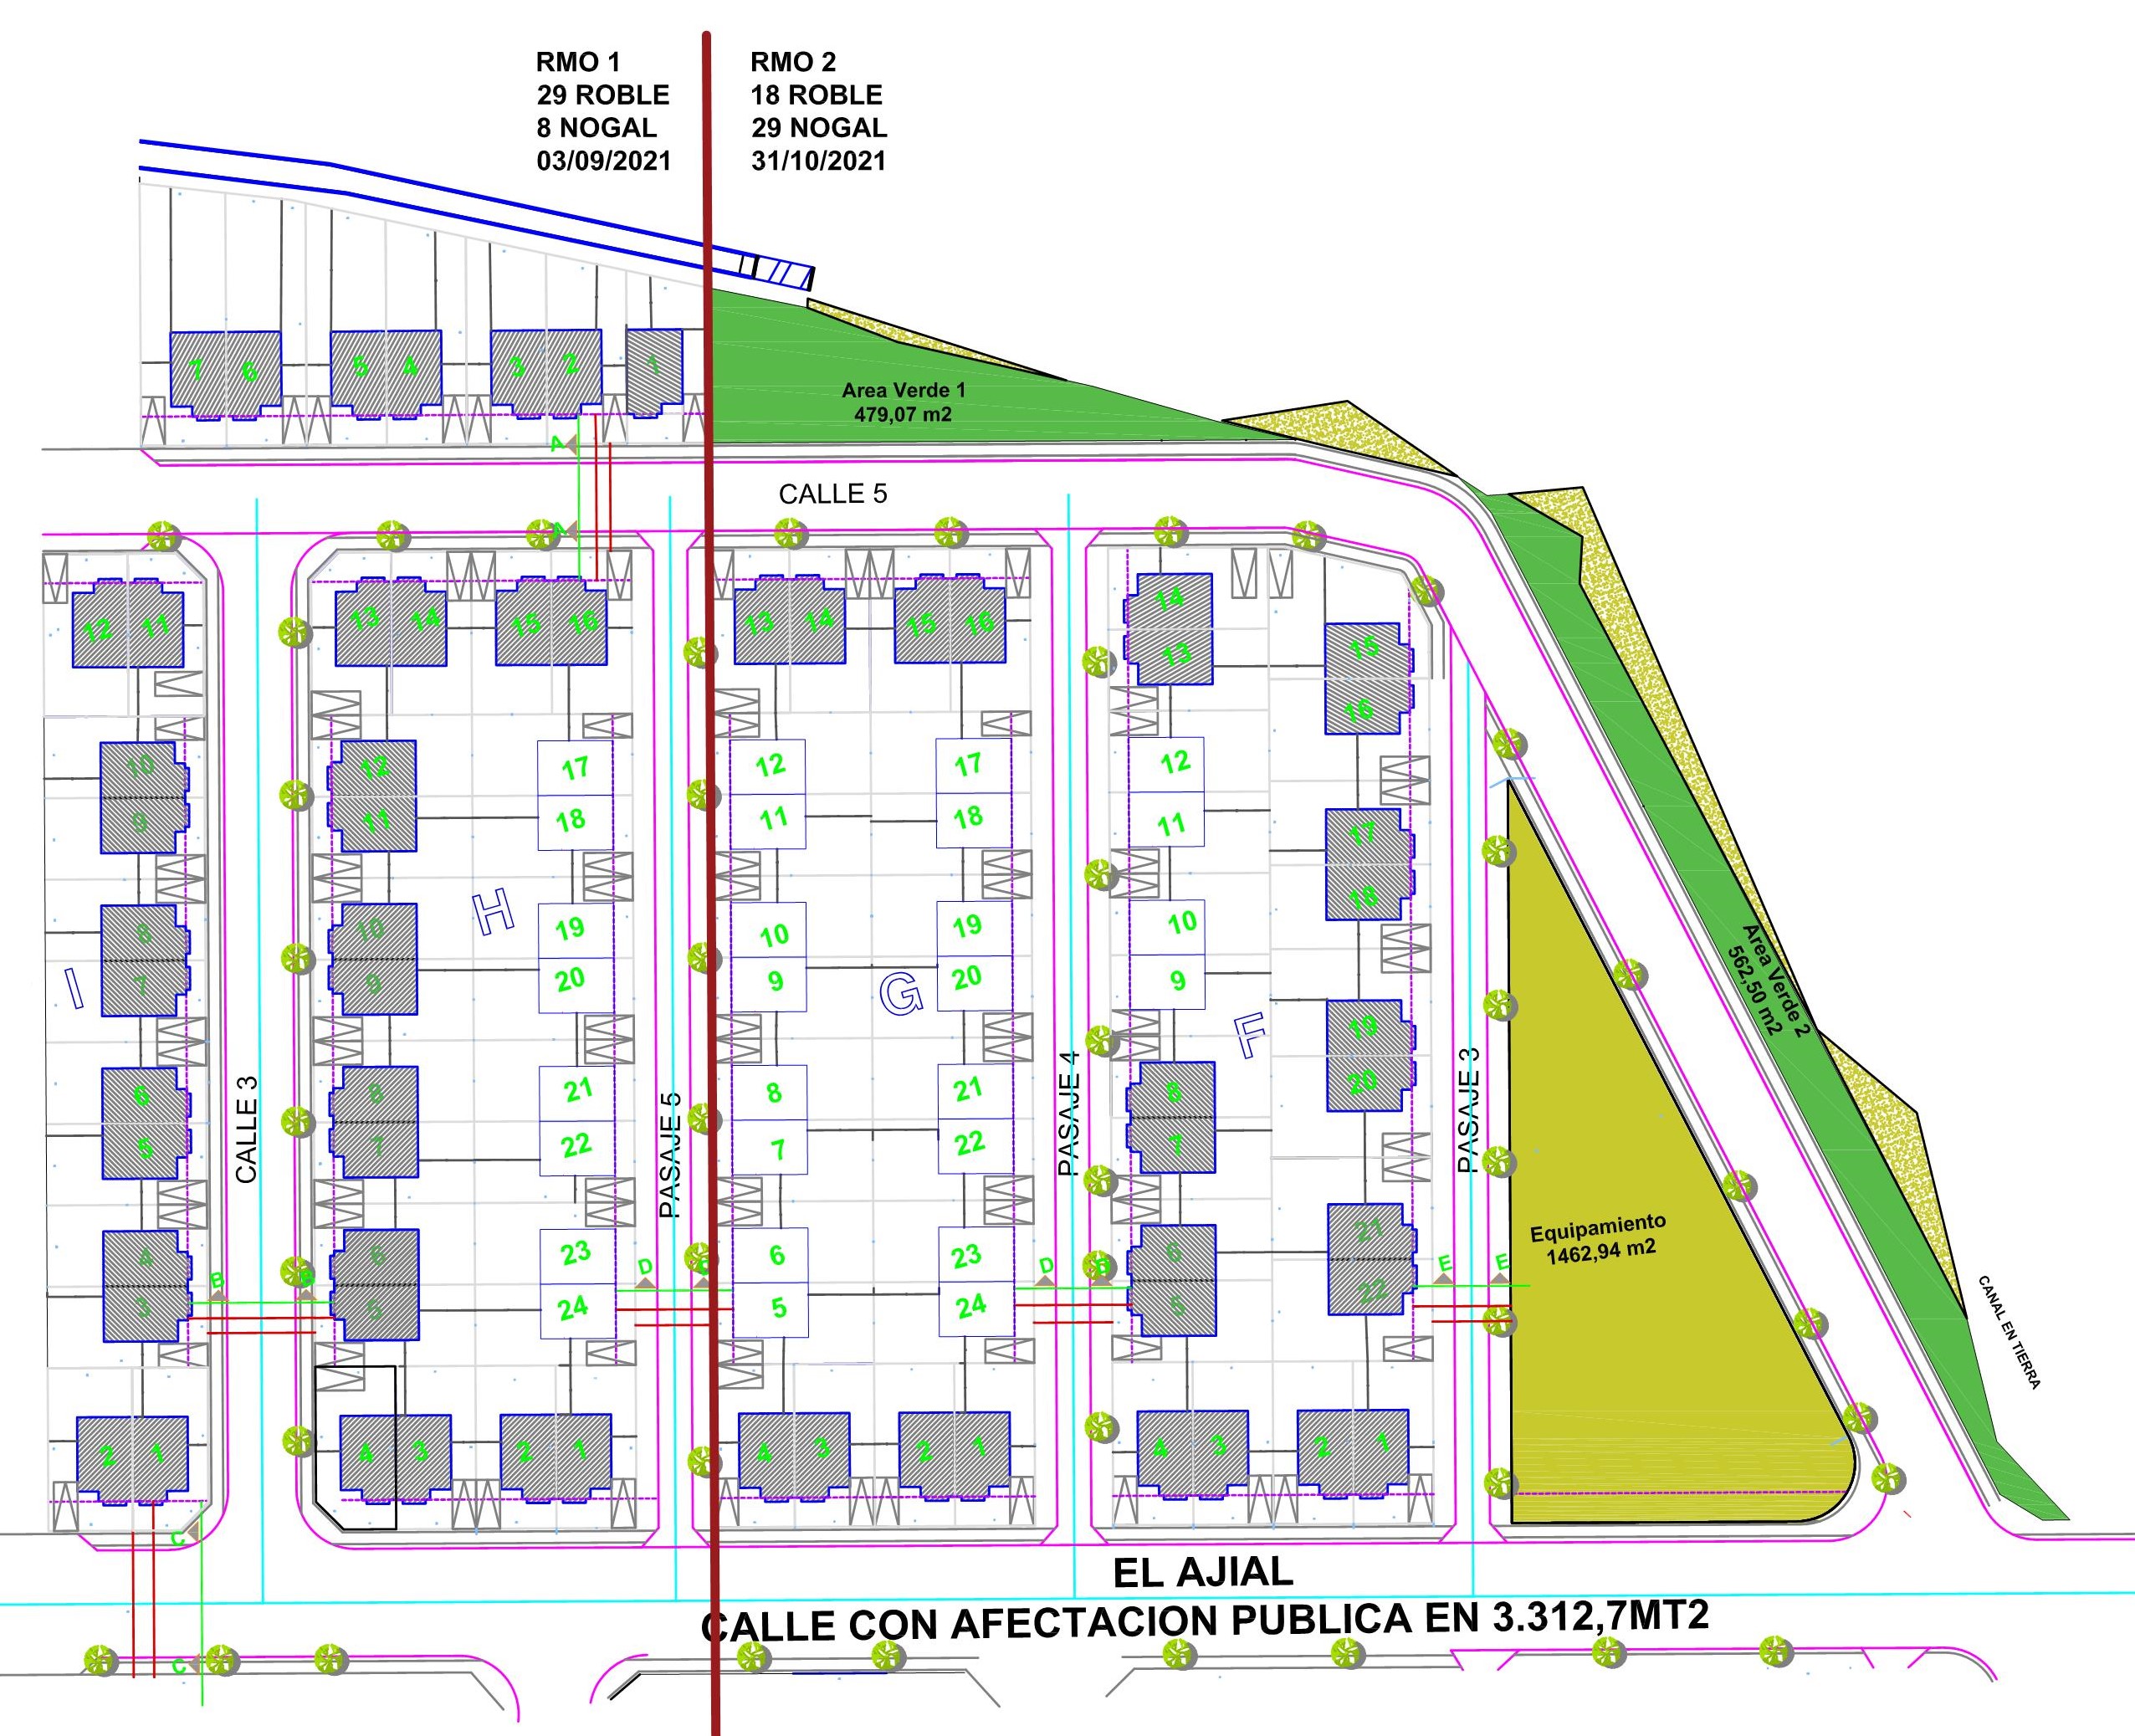 RMO 1
29 ROBLE
8 NOGAL
03/09/2021
RMO 2
18 ROBLE
29 NOGAL
31/10/2021
7 6 5 4 3 2 1
Area Verde 1
479,07 m2
A
CALLE 5
A
12 11
10
9
8
7
6
5
4
3
2 1
I
B
B
C
C
CALLE 3
13 14 15 16
12
11
10
9
8
7
6
5
4 3 2 1
17
18
19
20
21
22
23
24
H
D
PASAJE 5
13 14 15 16
12
11
10
9
8
7
6
5
4 3 2 1
17
18
19
20
21
22
23
24
G
D
PASAJE 4
14
13
12
11
10
9
8
7
6
5
4 3 2 1
15
16
17
18
19
20
21
22
F
E
E
PASAJE 3
Equipamiento
1462,94 m2
Area Verde 2
562,50 m2
CANAL EN TIERRA
EL AJIAL
CALLE CON AFECTACION PUBLICA EN 3.312,7MT2